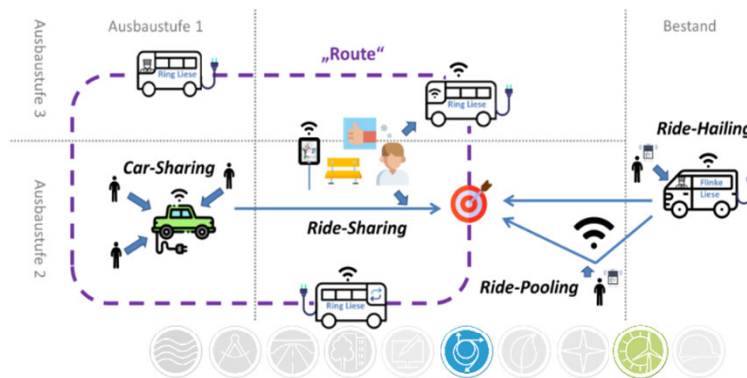 Ausbaustufe 1
Bestand
Ausbaustufe 3
„Route“
Ring Liese
Ring Liese
Ride-Hailing
Ausbaustufe 2
Car-Sharing
Flinke
Liese
Ride-Sharing
Ride-Pooling
Ring Liese